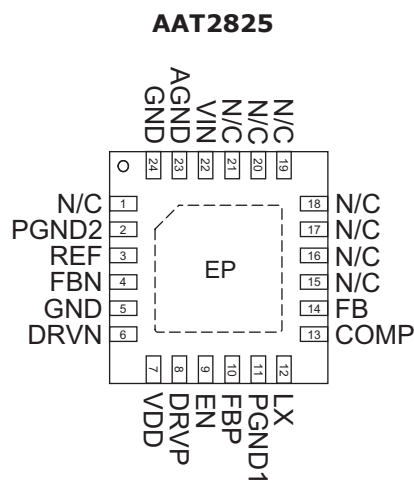 AAT2825
GND
AGND
VIN
N/C
N/C
N/C
24
23
22
21
20
19
N/C 1
PGND2 2
REF 3
FBN 4
GND 5
DRVN 6
EP
18 N/C
17 N/C
16 N/C
15 N/C
14 FB
13 COMP
7
8
9
10
11
12
VDD
DRVP
EN
FBP
PGND1
LX